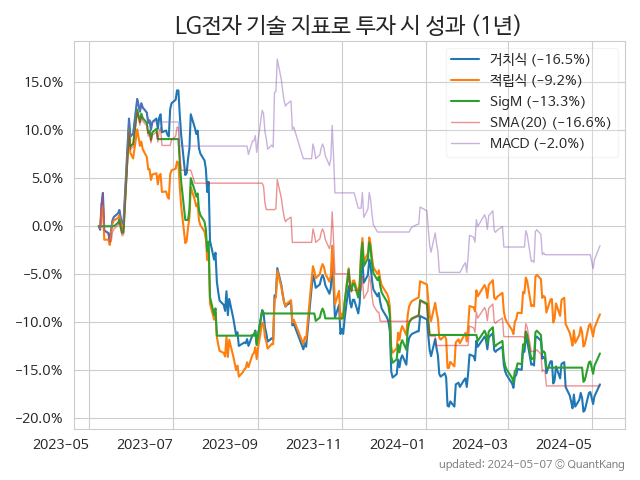 LG전자 기술 지표로 투자 시 성과 (1년)
거치식 (−16.5%)
적립식 (−9.2%)
SigM (−13.3%)
SMA(20) (−16.6%)
MACD (−2.0%)
15.0%
10.0%
5.0%
0.0%
−5.0%
−10.0%
−15.0%
−20.0%
2023-05 2023-07 2023-09 2023-11 2024-01 2024-03 2024-05
updated: 2024-05-07 © QuantKang